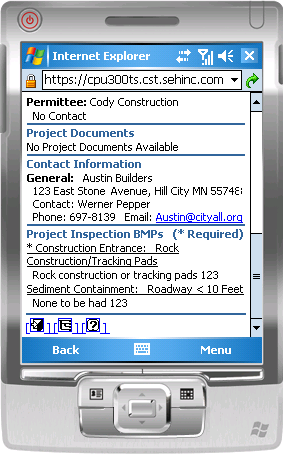 Internet Explorer
https://cpu300ts.cst.sehinc.com
Permittee: Cody Construction
No Contact
Project Documents
No Project Documents Available
Contact Information
General: Austin Builders
123 East Stone Avenue, Hill City MN 55748
Contact: Werner Pepper
Phone: 697-8139 Email: Austin@cityall.org
Project Inspection BMPs (* Required)
* Construction Entrance: Rock
Construction/Tracking Pads
Rock construction or tracking pads 123
Sediment Containment: Roadway < 10 Feet
None to be had 123
[ ] [ ] [?]
Back Menu